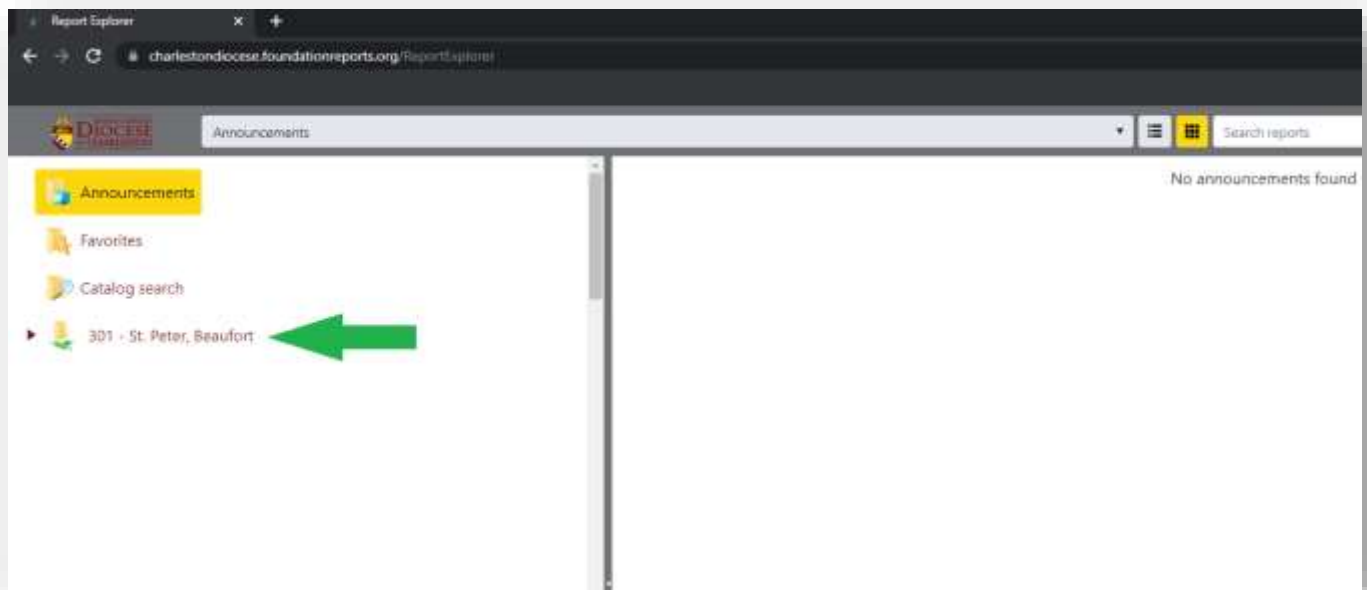 Report Explorer
charlestondiocese.foundationreports.org/ReportExplorer
DIOCESE
Announcements
Search reports
Announcements
No announcements found
Favorites
Catalog search
301 - St. Peter, Beaufort